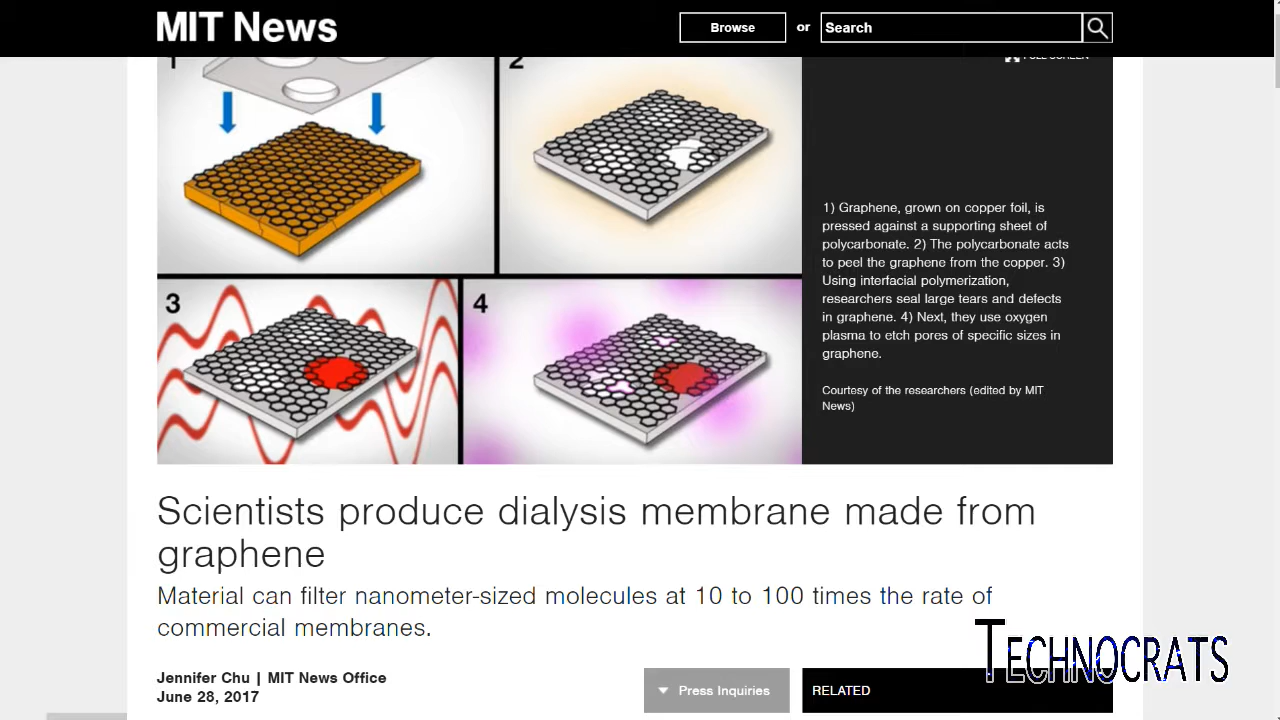 MIT News
Browse
or
Search
1
2
FULL SCREEN
1) Graphene, grown on copper foil, is
pressed against a supporting sheet of
polycarbonate. 2) The polycarbonate acts
to peel the graphene from the copper. 3)
Using interfacial polymerization,
researchers seal large tears and defects
in graphene. 4) Next, they use oxygen
plasma to etch pores of specific sizes in
graphene.
Courtesy of the researchers (edited by MIT
News)
3
4
Scientists produce dialysis membrane made from
graphene
Material can filter nanometer-sized molecules at 10 to 100 times the rate of
commercial membranes.
Jennifer Chu | MIT News Office
June 28, 2017
Press Inquiries
RELATED
TECHNOCRATS